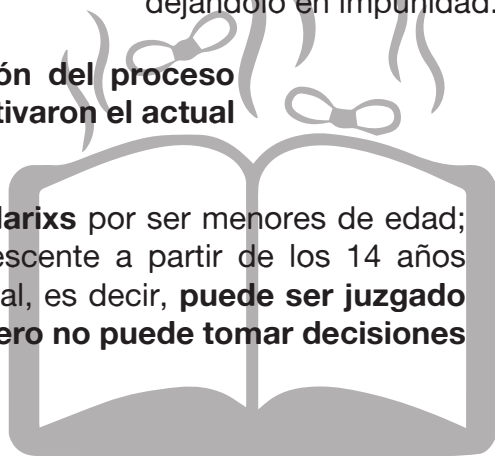 dejándolo en impunidad.
ón del proceso
tivaron el actual
larixs por ser menores de edad;
escente a partir de los 14 años
al, es decir, puede ser juzgado
ero no puede tomar decisiones